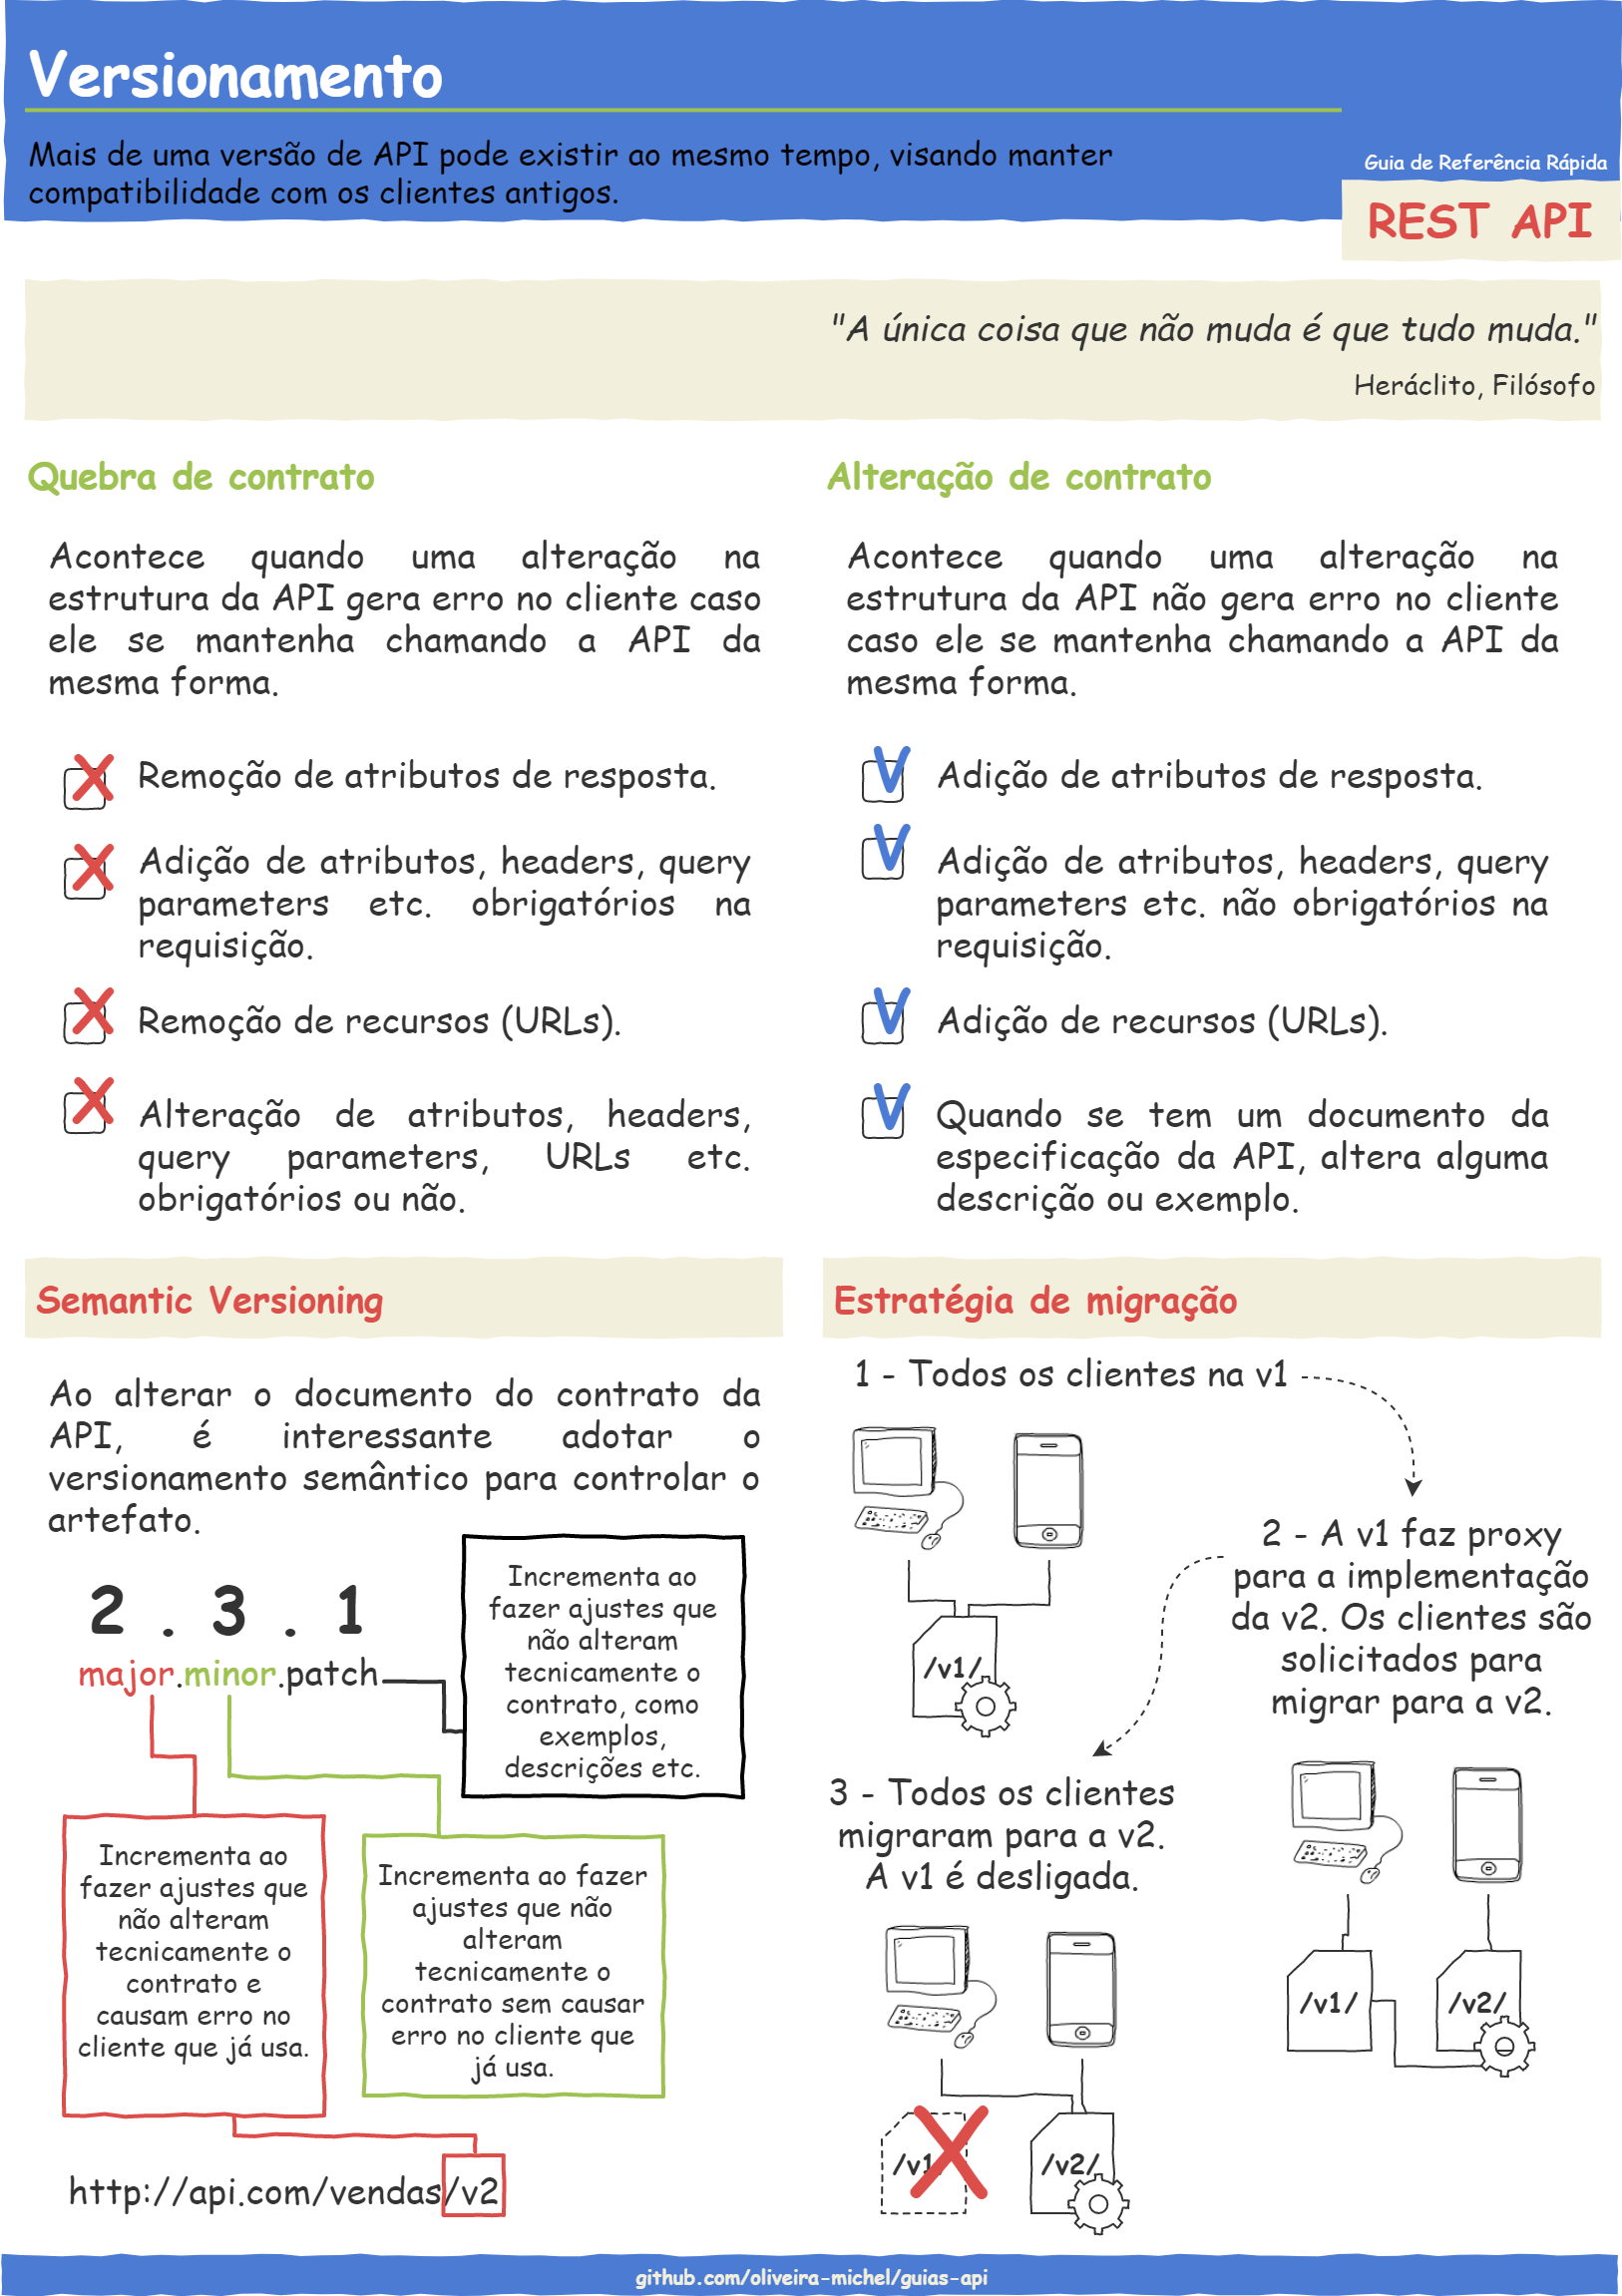 Versionamento
Mais de uma versão de API pode existir ao mesmo tempo, visando manter
compatibilidade com os clientes antigos.
Guia de Referência Rápida
REST API
"A única coisa que não muda é que tudo muda."
Heráclito, Filósofo
Quebra de contrato
Acontece quando uma alteração na
estrutura da API gera erro no cliente caso
ele se mantenha chamando a API da
mesma forma.
Remoção de atributos de resposta.
Adição de atributos, headers, query
parameters etc. obrigatórios na
requisição.
Remoção de recursos (URLs).
Alteração de atributos, headers,
query parameters, URLs etc.
obrigatórios ou não.
Alteração de contrato
Acontece quando uma alteração na
estrutura da API não gera erro no cliente
caso ele se mantenha chamando a API da
mesma forma.
Adição de atributos de resposta.
Adição de atributos, headers, query
parameters etc. não obrigatórios na
requisição.
Adição de recursos (URLs).
Quando se tem um documento da
especificação da API, altera alguma
descrição ou exemplo.
Semantic Versioning
Ao alterar o documento do contrato da
API, é interessante adotar o
versionamento semântico para controlar o
artefato.
2 . 3 . 1
major.minor.patch
Incrementa ao
fazer ajustes que
não alteram
tecnicamente o
contrato, como
exemplos,
descrições etc.
Incrementa ao
fazer ajustes que
não alteram
tecnicamente o
contrato e
causam erro no
cliente que já usa.
Incrementa ao fazer
ajustes que não
alteram
tecnicamente o
contrato sem causar
erro no cliente que
já usa.
http://api.com/vendas/v2
Estratégia de migração
1 - Todos os clientes na v1
/v1/
2 - A v1 faz proxy
para a implementação
da v2. Os clientes são
solicitados para
migrar para a v2.
/v1/
/v2/
3 - Todos os clientes
migraram para a v2.
A v1 é desligada.
/v1
/v2/
github.com/oliveira-michel/guias-api